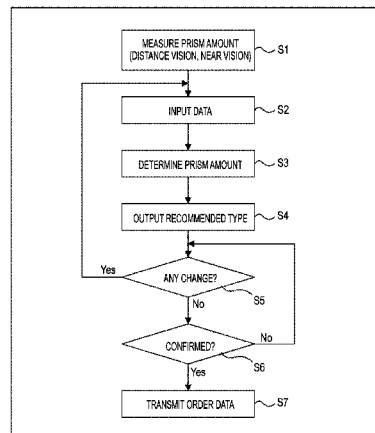 MEASURE PRISM AMOUNT
(DISTANCE VISION, NEAR VISION)
S1
INPUT DATA
S2
DETERMINE PRISM AMOUNT
S3
OUTPUT RECOMMENDED TYPE
S4
Yes
ANY CHANGE?
S5
No
CONFIRMED?
No
S6
Yes
TRANSMIT ORDER DATA
S7